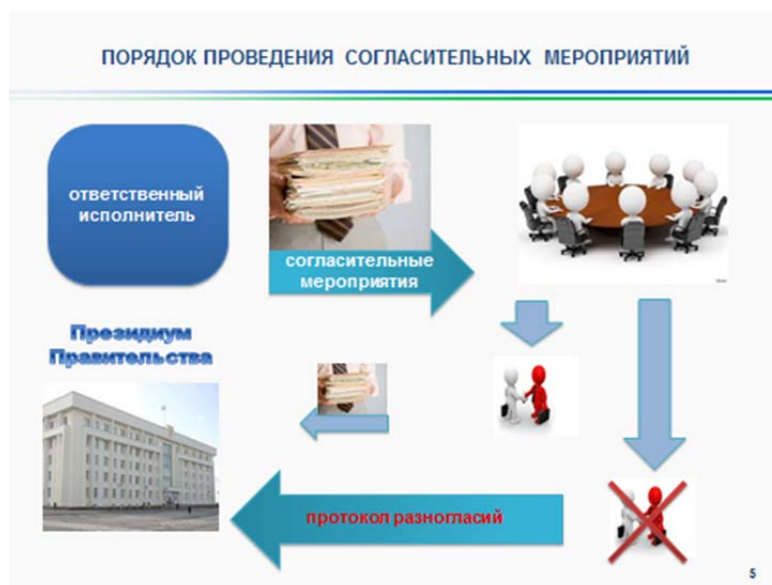 ПОРЯДОК ПРОВЕДЕНИЯ СОГЛАСИТЕЛЬНЫХ МЕРОПРИЯТИЙ
ответственный
исполнитель
согласительные
мероприятия
Президиум
Правительства
протокол разногласий
5